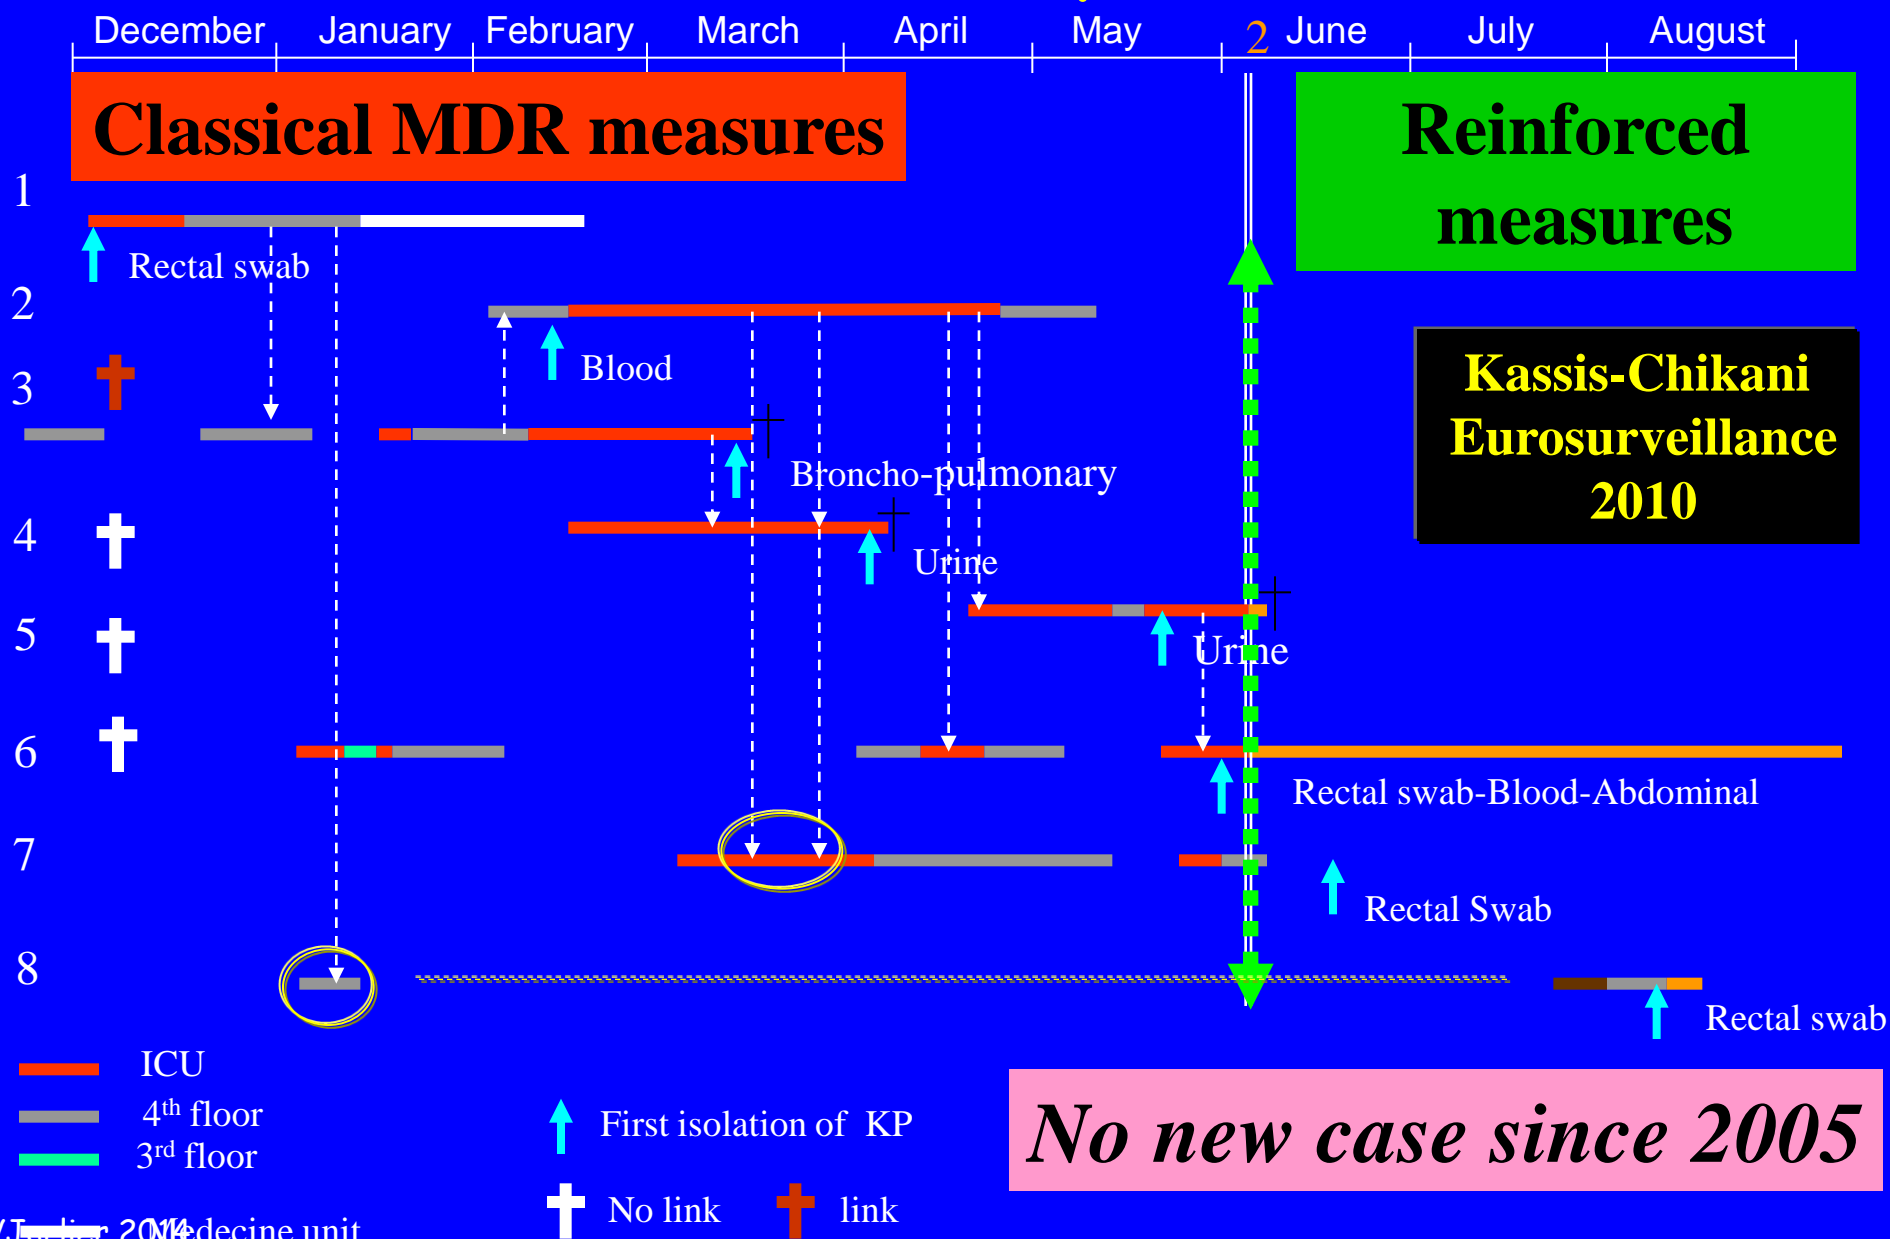 December January February March April May 2 June July August
Classical MDR measures
Reinforced
measures
1
Rectal swab
2
Blood
Kassis-Chikani
Eurosurveillance
2010
3
Broncho-pulmonary
4
Urine
5
Urine
6
Rectal swab-Blood-Abdominal
7
Rectal Swab
8
Rectal swab
ICU
4th floor
3rd floor
First isolation of KP
No new case since 2005
No link
link
2014
Medecine unit